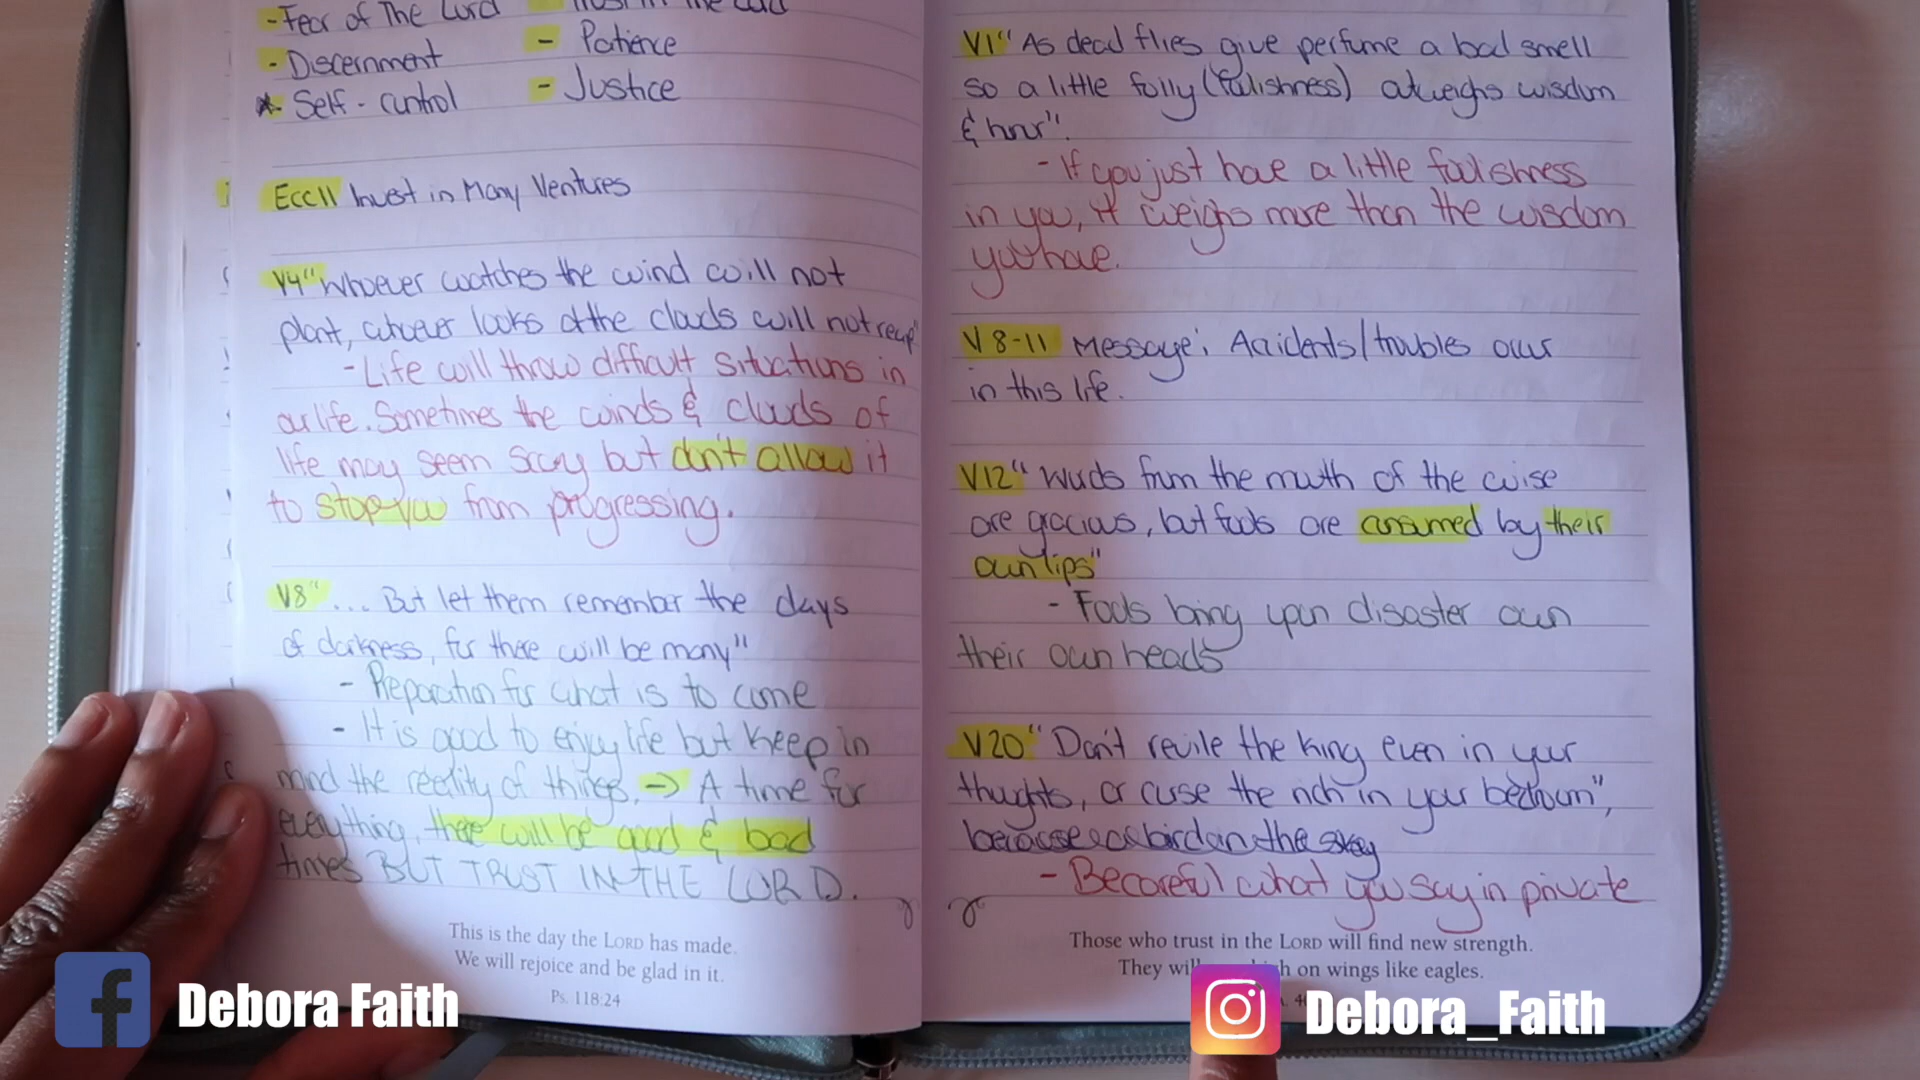 - Fear of The Lord
- Discernment
- Self-control
- Trust in the Lord
- Patience
- Justice
Ecc11 Invest in Many Ventures
V4" Whoever watches the wind will not
plant, whoever looks at the clouds will not reap"
- Life will throw difficult situations in
our life. Sometimes the winds & clouds of
life may seem scary but don't allow it
to stop you from progressing.
V8" ... But let them remember the days
of darkness, for there will be many"
- Preparation for what is to come
- It is good to enjoy life but keep in
mind the reality of things. → A time for
everything, there will be good & bad
times BUT TRUST IN THE LORD.
This is the day the LORD has made.
We will rejoice and be glad in it.
Ps. 118:24
V1" As dead flies give perfume a bad smell
so a little folly (foolishness) outweighs wisdom
& honor".
- If you just have a little foolishness
in you, it weighs more than the wisdom
you have.
V 8-11 Message: Accidents/troubles occur
in this life.
V12" Words from the mouth of the wise
are gracious, but fools are consumed by their
own lips"
- Fools bring upon disaster own
their own heads
V20" Don't revile the king even in your
thoughts, or curse the rich in your bedroom",
because a bird in the sky
- Be careful what you say in private
Those who trust in the LORD will find new strength.
They will high on wings like eagles.
Debora Faith
Debora_Faith